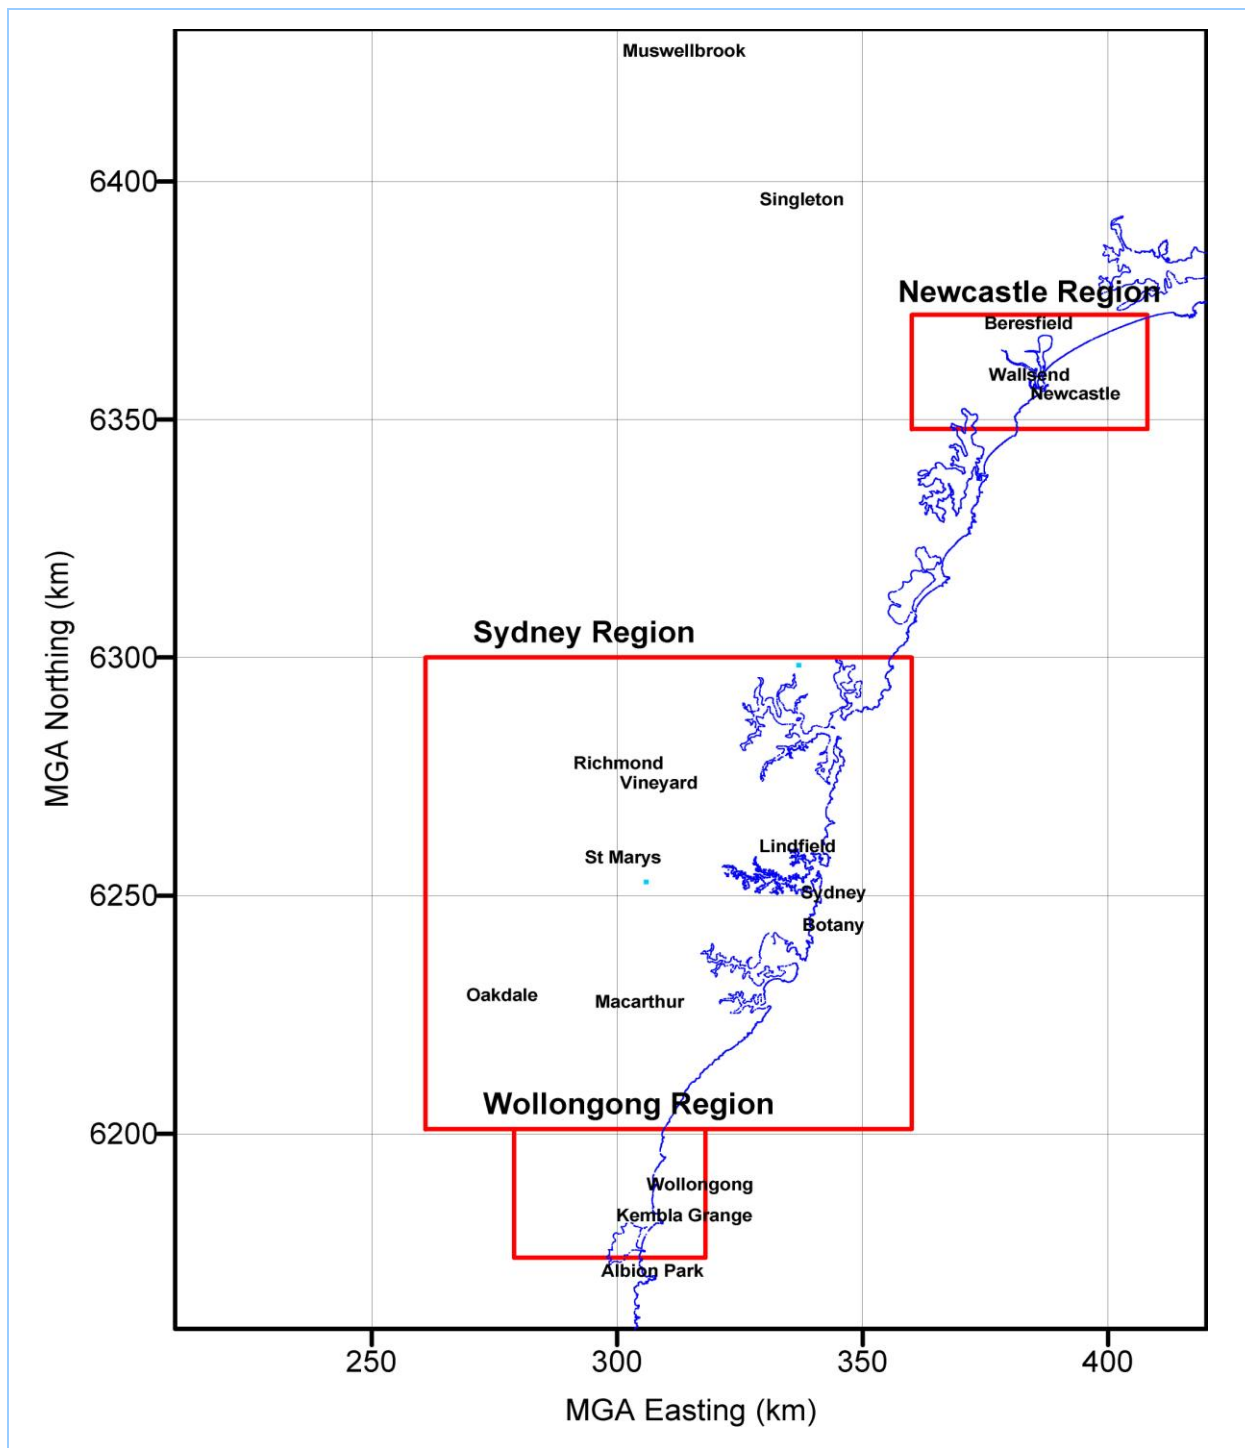 Muswellbrook
6400
Singleton
Newcastle Region
Beresfield
Wallsend
Newcastle
6350
MGA Northing (km)
Sydney Region
6300
Richmond
Vineyard
Lindfield
St Marys
6250
Sydney
Botany
Oakdale
Macarthur
Wollongong Region
6200
Wollongong
Kembla Grange
Albion Park
250 300 350 400
MGA Easting (km)